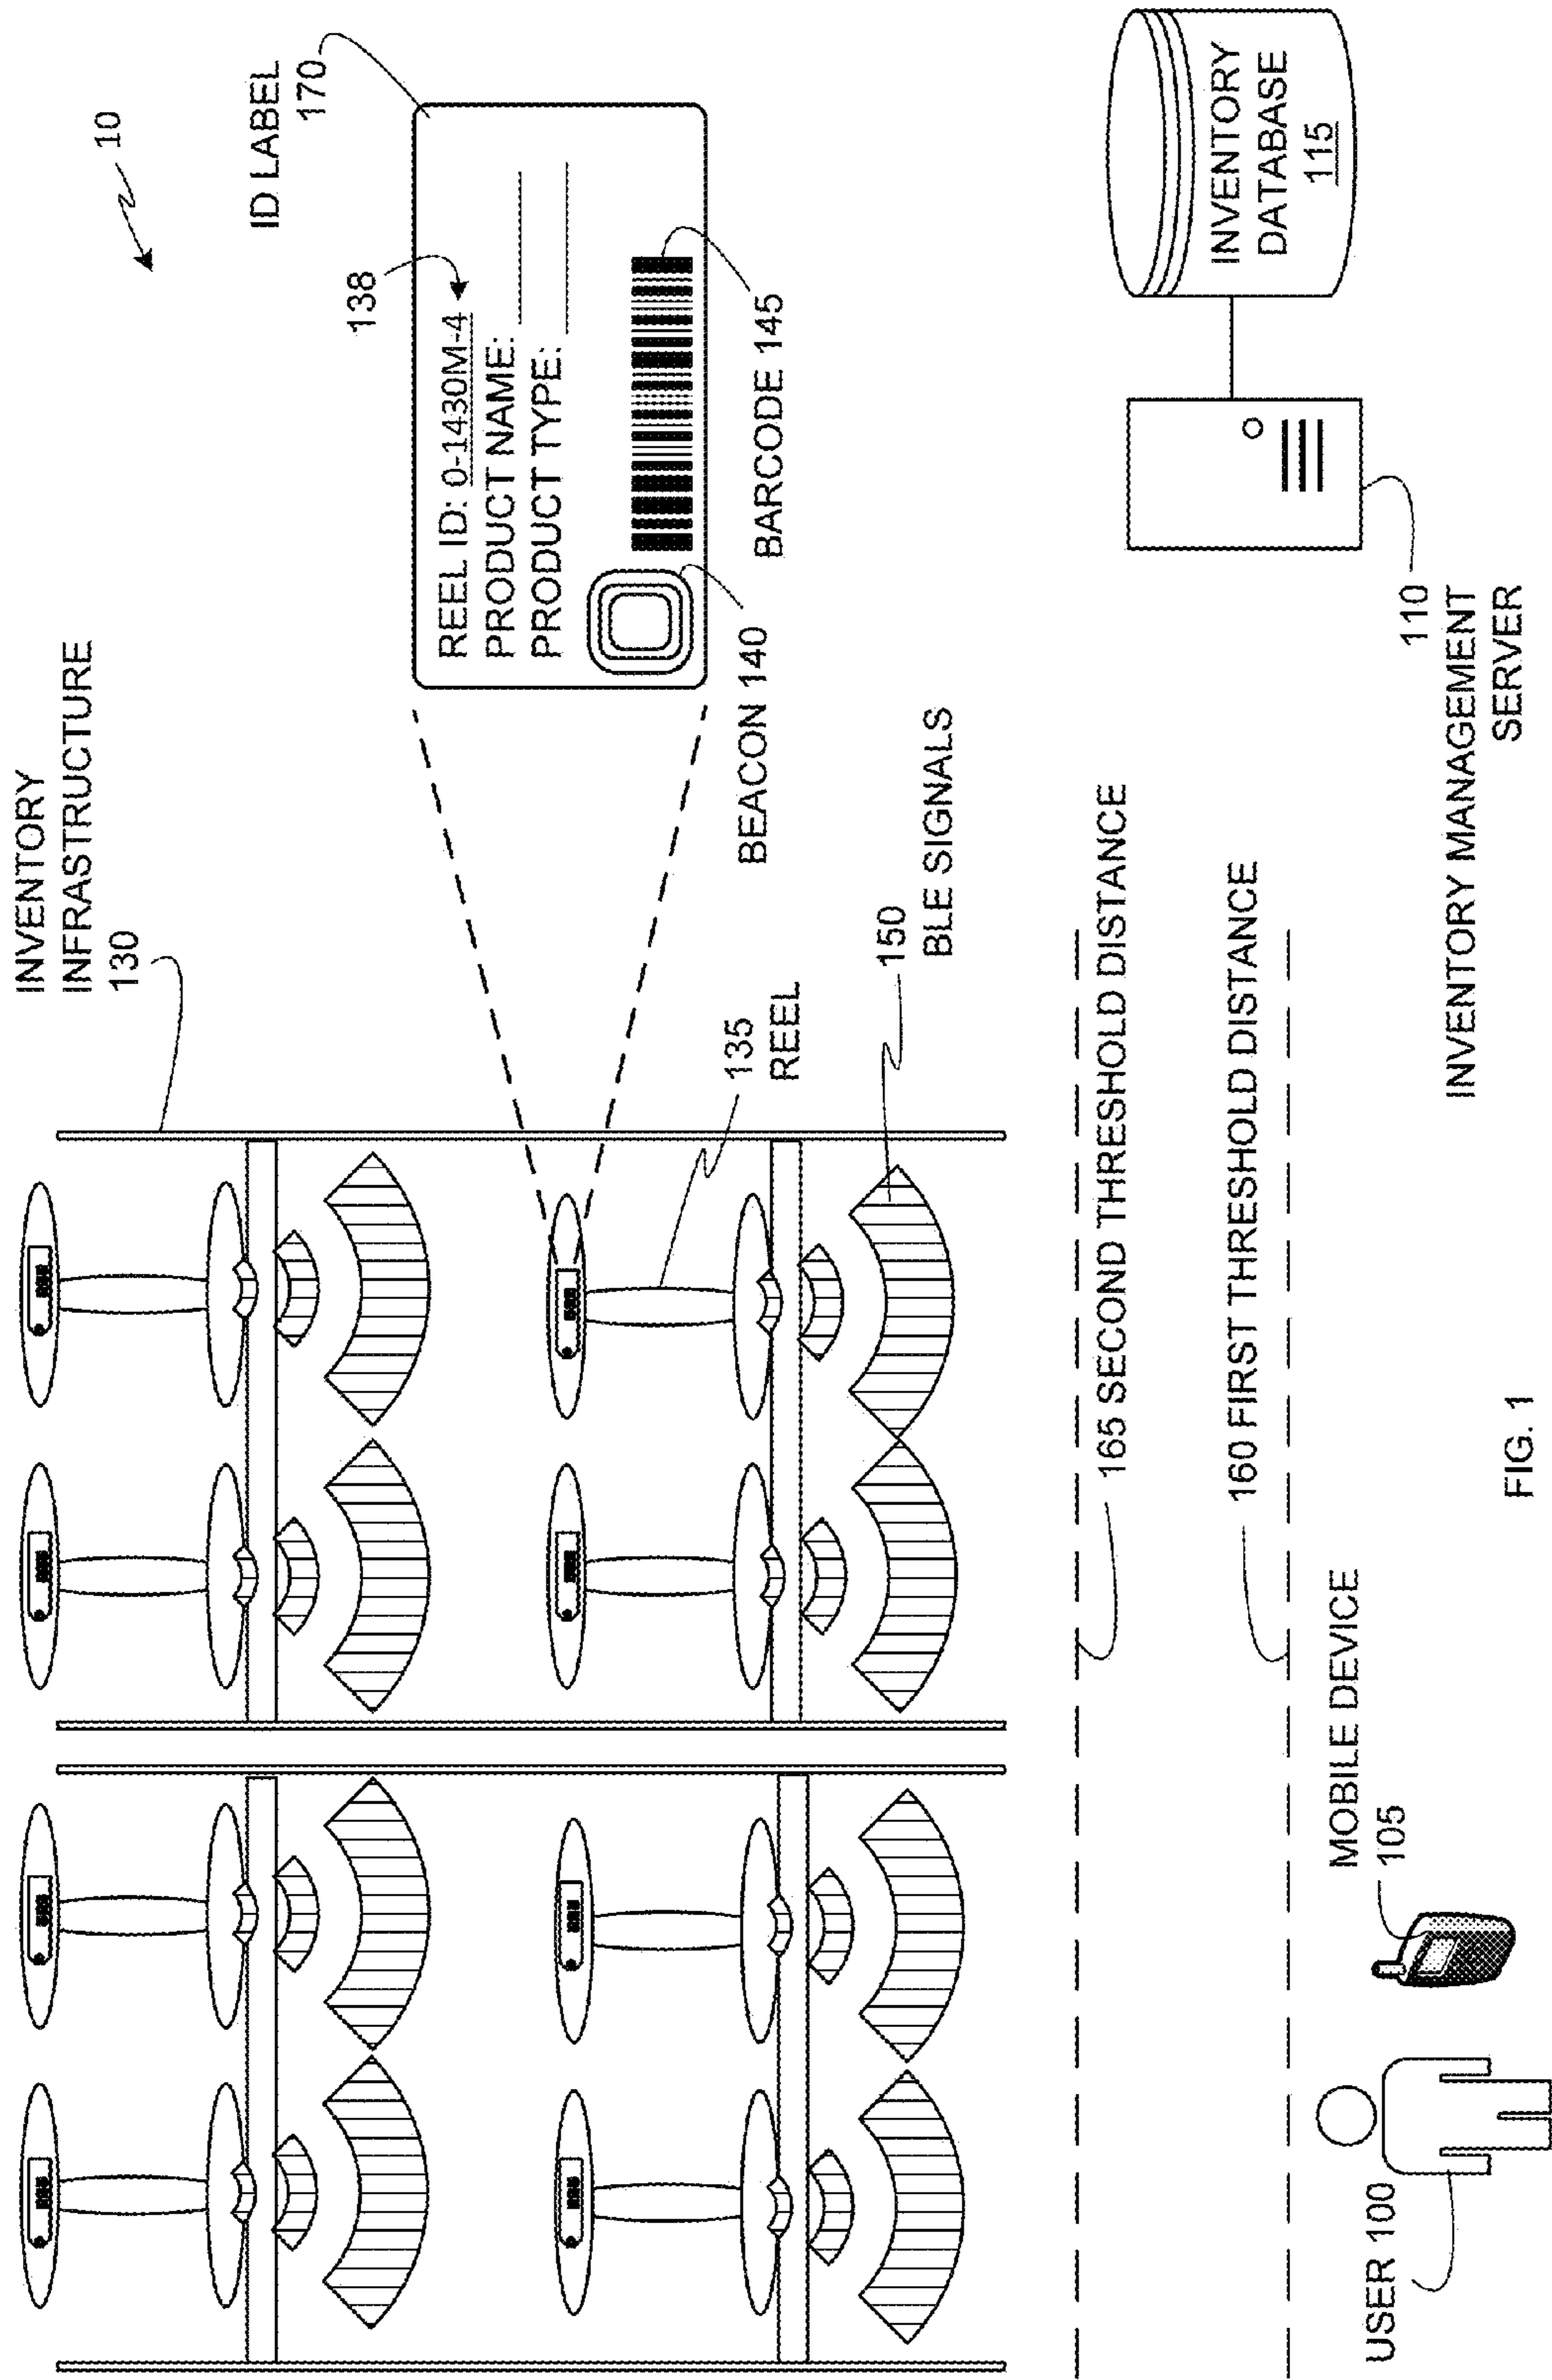 10
INVENTORY
INFRASTRUCTURE
130
ID LABEL
170
138
REEL ID: 0-1430M-4
PRODUCT NAME:
PRODUCT TYPE:
BEACON 140
BARCODE 145
135
REEL
150
BLE SIGNALS
165 SECOND THRESHOLD DISTANCE
160 FIRST THRESHOLD DISTANCE
INVENTORY
DATABASE
115
110
INVENTORY MANAGEMENT
SERVER
MOBILE DEVICE
105
USER 100
FIG. 1